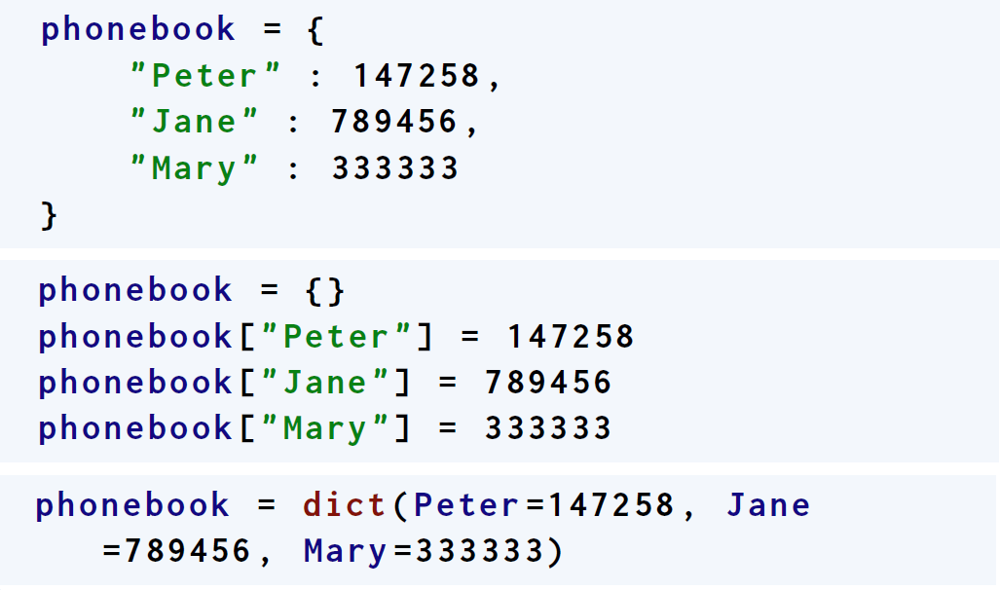 phonebook = {
    "Peter" : 147258,
    "Jane" : 789456,
    "Mary" : 333333
}
phonebook = {}
phonebook["Peter"] = 147258
phonebook["Jane"] = 789456
phonebook["Mary"] = 333333
phonebook = dict(Peter=147258, Jane
   =789456, Mary=333333)